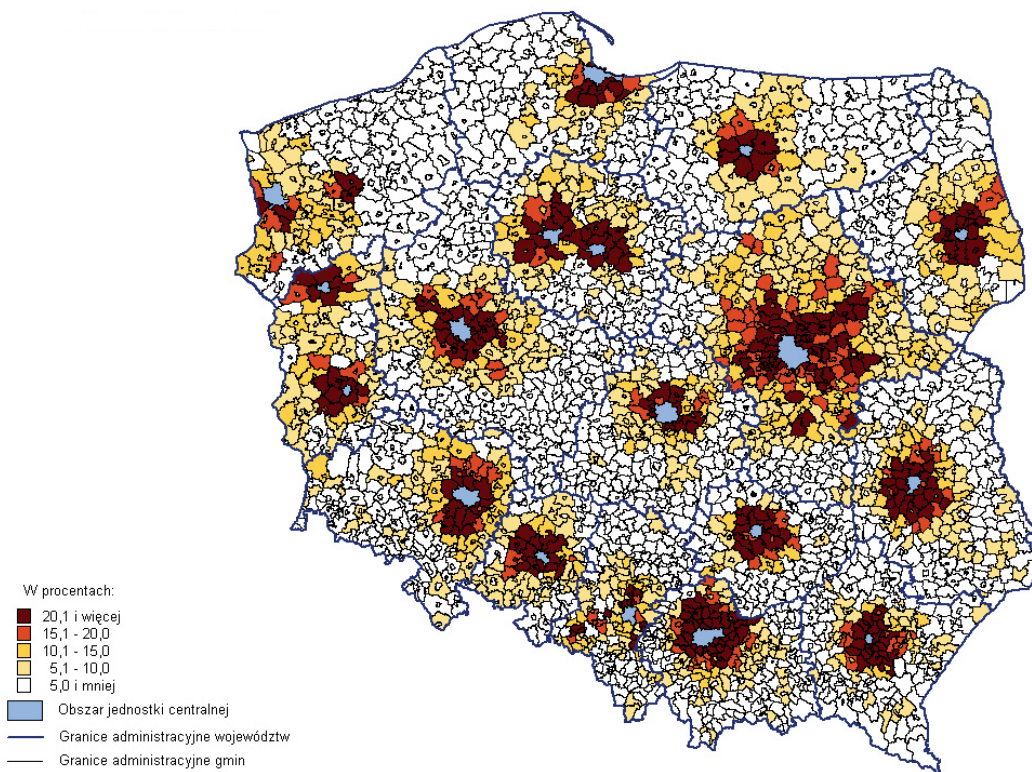 W procentach:
20,1 i więcej
15,1 - 20,0
10,1 - 15,0
5,1 - 10,0
5,0 i mniej
Obszar jednostki centralnej
Granice administracyjne województw
Granice administracyjne gmin